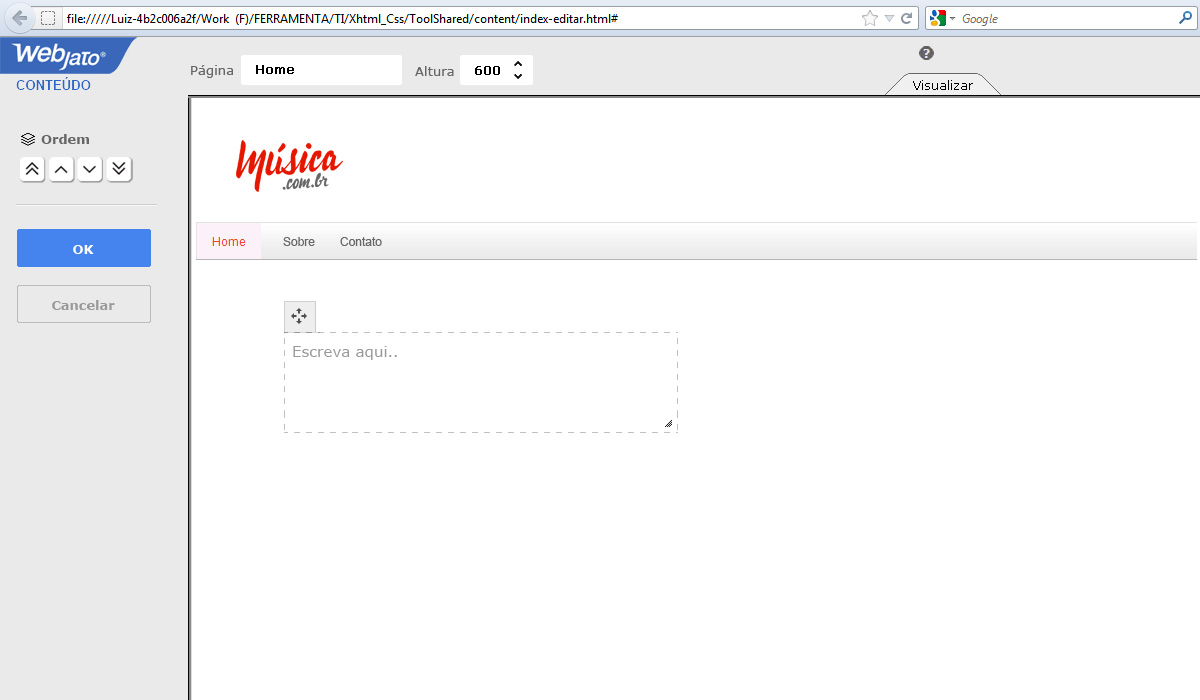 file://///Luiz-4b2c006a2f/Work (F)/FERRAMENTA/TI/Xhtml_Css/ToolShared/content/index-editar.html#
Google
Webjato®
CONTEÚDO
Página
Home
Altura
600
?
Visualizar
Ordem
OK
Cancelar
Música
.com.br
Home
Sobre
Contato
Escreva aqui..